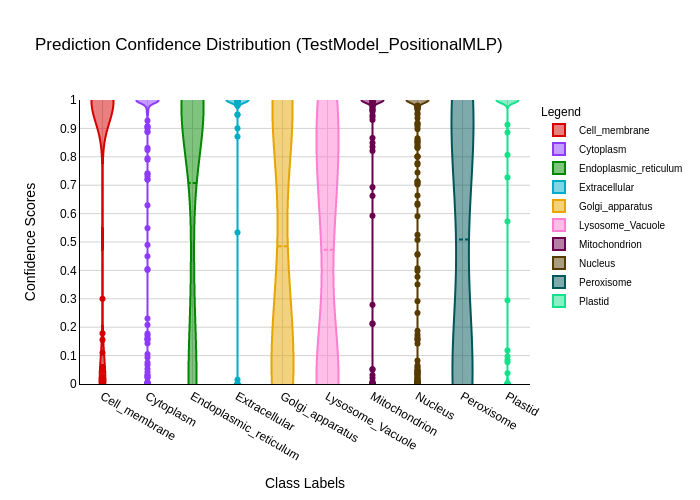 Prediction Confidence Distribution (TestModel_PositionalMLP)
Confidence Scores
1
0.9
0.8
0.7
0.6
0.5
0.4
0.3
0.2
0.1
0
Cell_membrane
Cytoplasm
Endoplasmic_reticulum
Extracellular
Golgi_apparatus
Lysosome_Vacuole
Mitochondrion
Nucleus
Peroxisome
Plastid
Class Labels
Legend
Cell_membrane
Cytoplasm
Endoplasmic_reticulum
Extracellular
Golgi_apparatus
Lysosome_Vacuole
Mitochondrion
Nucleus
Peroxisome
Plastid